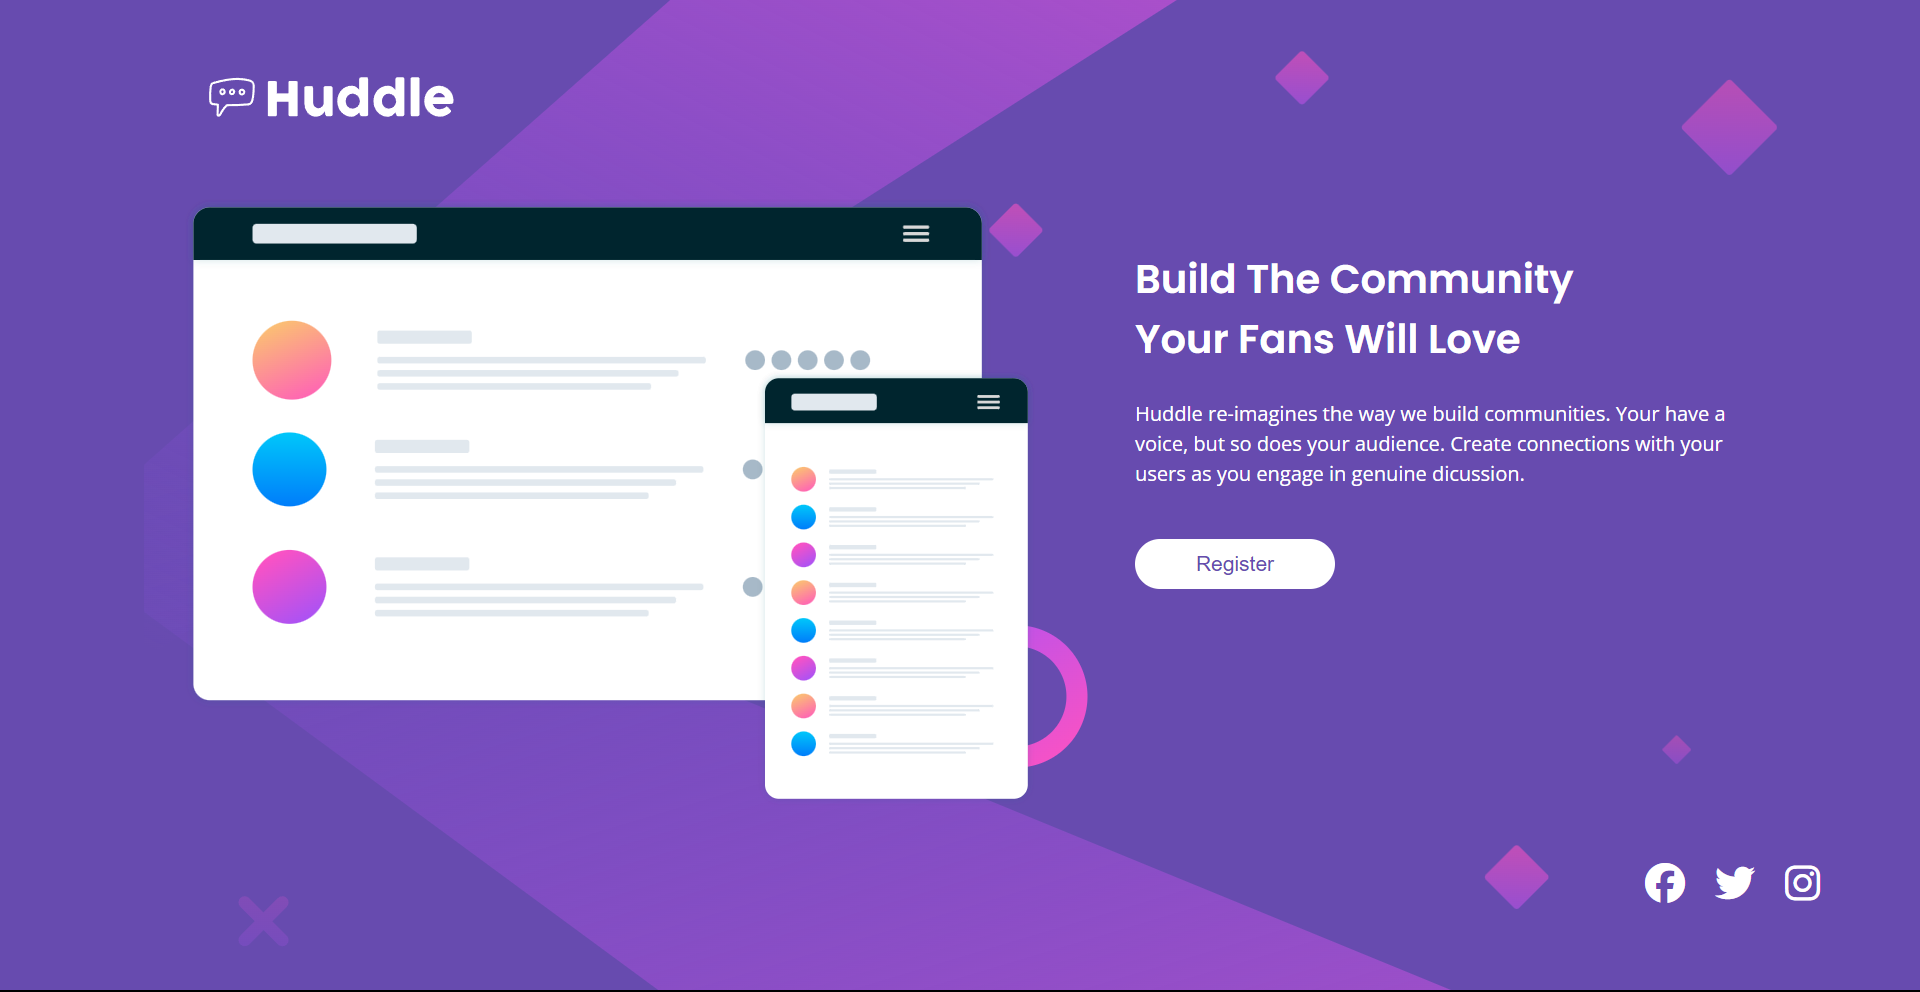 Huddle
Build The Community
Your Fans Will Love
Huddle re-imagines the way we build communities. Your have a
voice, but so does your audience. Create connections with your
users as you engage in genuine dicussion.
Register